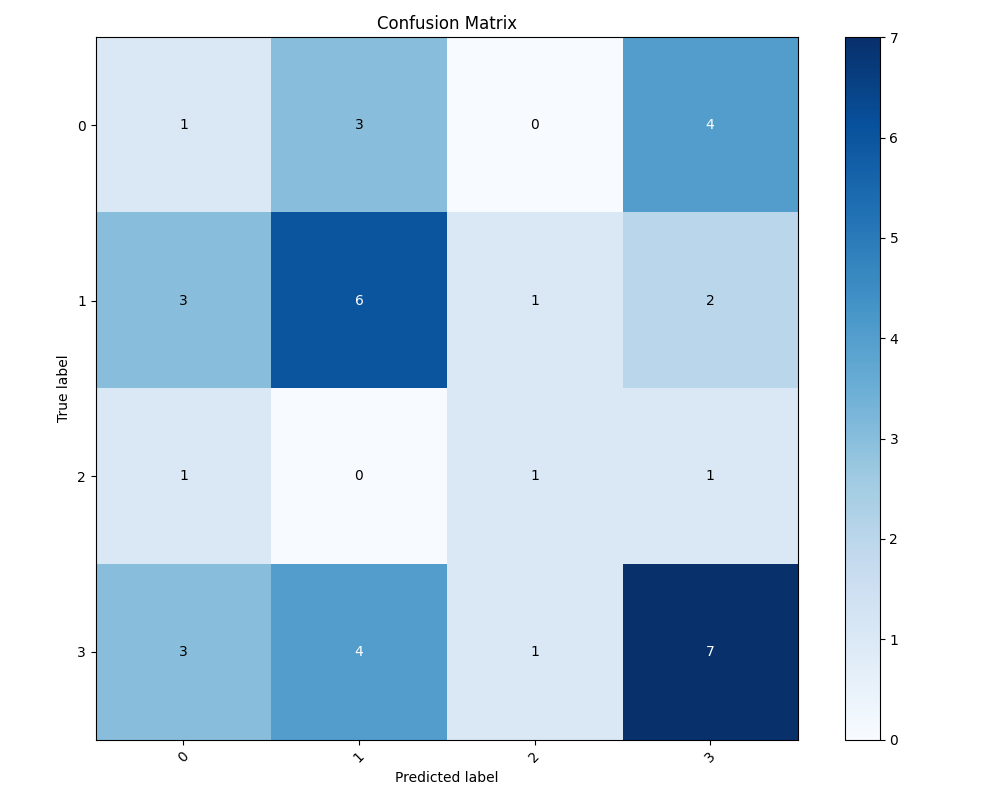 Confusion Matrix
0 1 3 0 4
1 3 6 1 2
2 1 0 1 1
3 3 4 1 7
0 1 2 3
Predicted label
True label
7
6
5
4
3
2
1
0